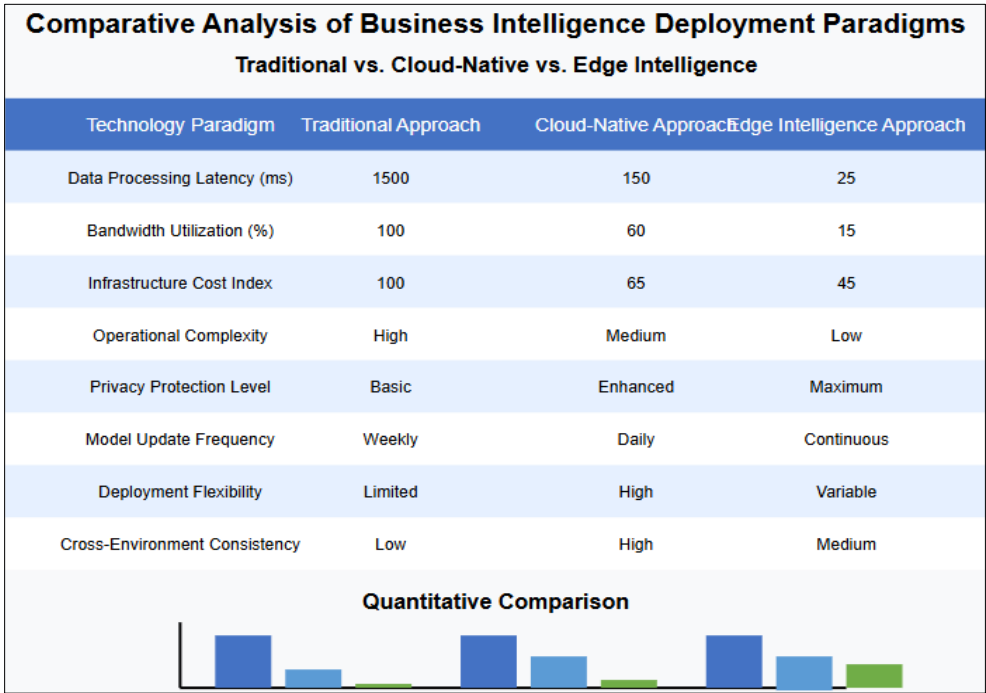 Comparative Analysis of Business Intelligence Deployment Paradigms
Traditional vs. Cloud-Native vs. Edge Intelligence
Technology Paradigm Traditional Approach Cloud-Native Approach Edge Intelligence Approach
Data Processing Latency (ms) 1500 150 25
Bandwidth Utilization (%) 100 60 15
Infrastructure Cost Index 100 65 45
Operational Complexity High Medium Low
Privacy Protection Level Basic Enhanced Maximum
Model Update Frequency Weekly Daily Continuous
Deployment Flexibility Limited High Variable
Cross-Environment Consistency Low High Medium
Quantitative Comparison